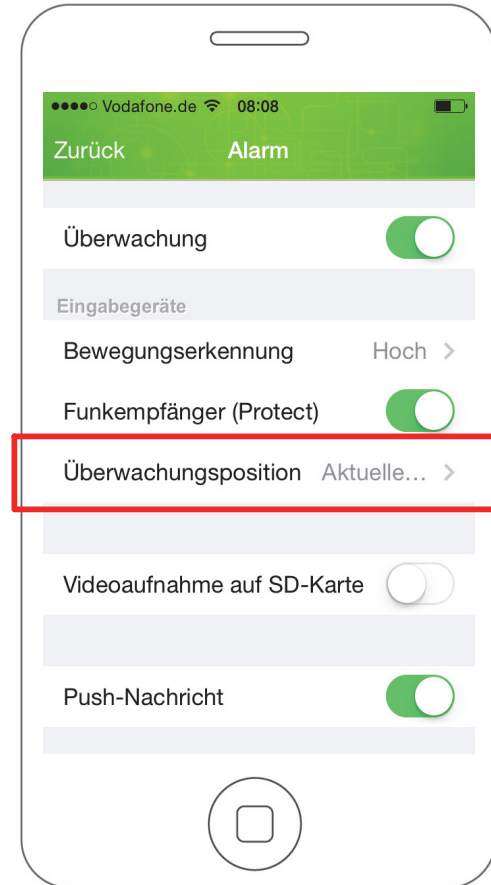 ●●●●○ Vodafone.de 08:08
Zurück Alarm
Überwachung
Eingabegeräte
Bewegungserkennung Hoch >
Funkempfänger (Protect)
Überwachungsposition Aktuelle... >
Videoaufnahme auf SD-Karte
Push-Nachricht